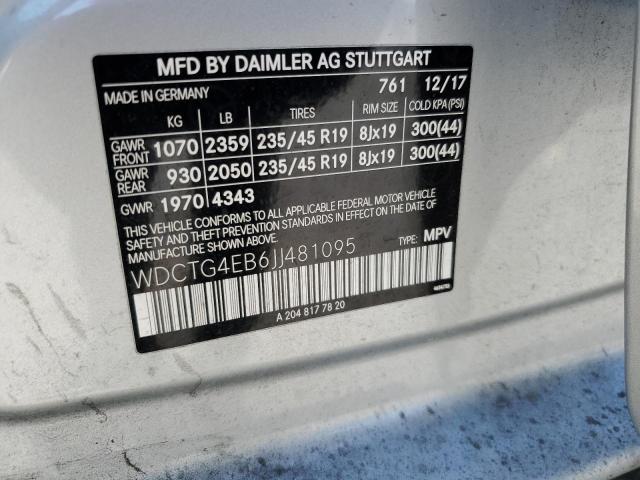 MFD BY DAIMLER AG STUTTGART
MADE IN GERMANY 761 12/17
KG LB TIRES RIM SIZE COLD KPA(PSI)
GAWR FRONT 1070 2359 235/45 R19 8Jx19 300(44)
GAWR REAR 930 2050 235/45 R19 8Jx19 300(44)
GVWR 1970 4343
THIS VEHICLE CONFORMS TO ALL APPLICABLE FEDERAL MOTOR VEHICLE
SAFETY, BUMPER, AND THEFT PREVENTION STANDARDS IN EFFECT
ON THE DATE OF MANUFACTURE SHOWN ABOVE.
WDCTG4EB6JJ481095 TYPE: MPV
A 204 817 78 20